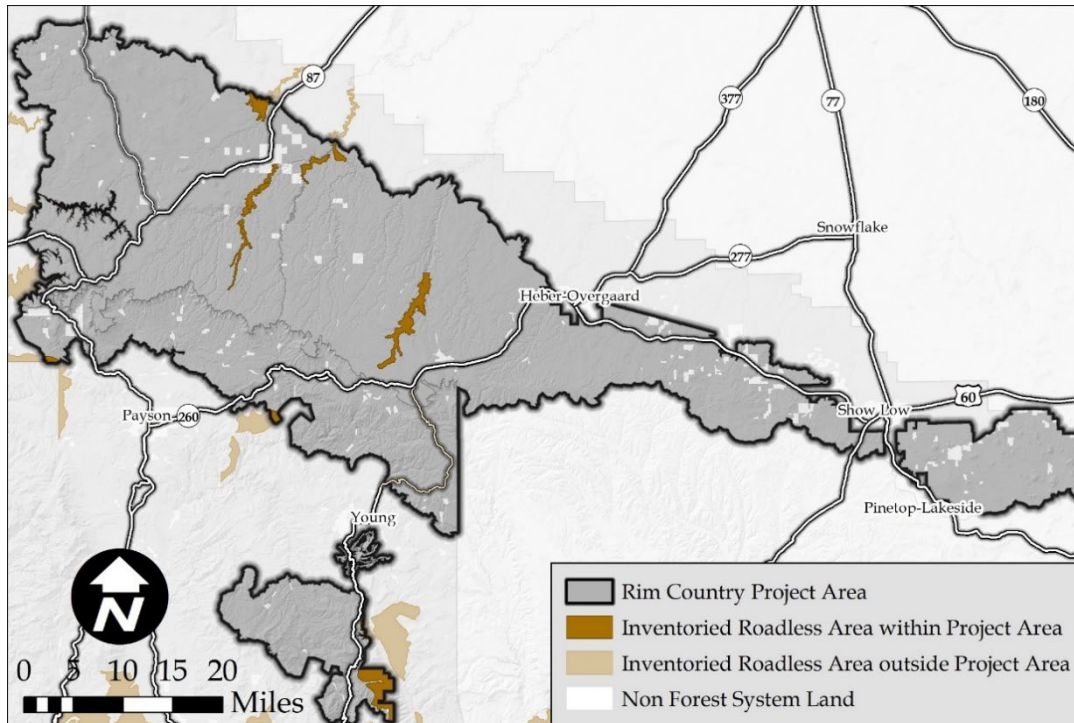 87
377
77
180
Snowflake
277
Heber-Overgaard
60
Show Low
Payson
260
Pinetop-Lakeside
Young
N
0 5 10 15 20
Miles
Rim Country Project Area
Inventoried Roadless Area within Project Area
Inventoried Roadless Area outside Project Area
Non Forest System Land